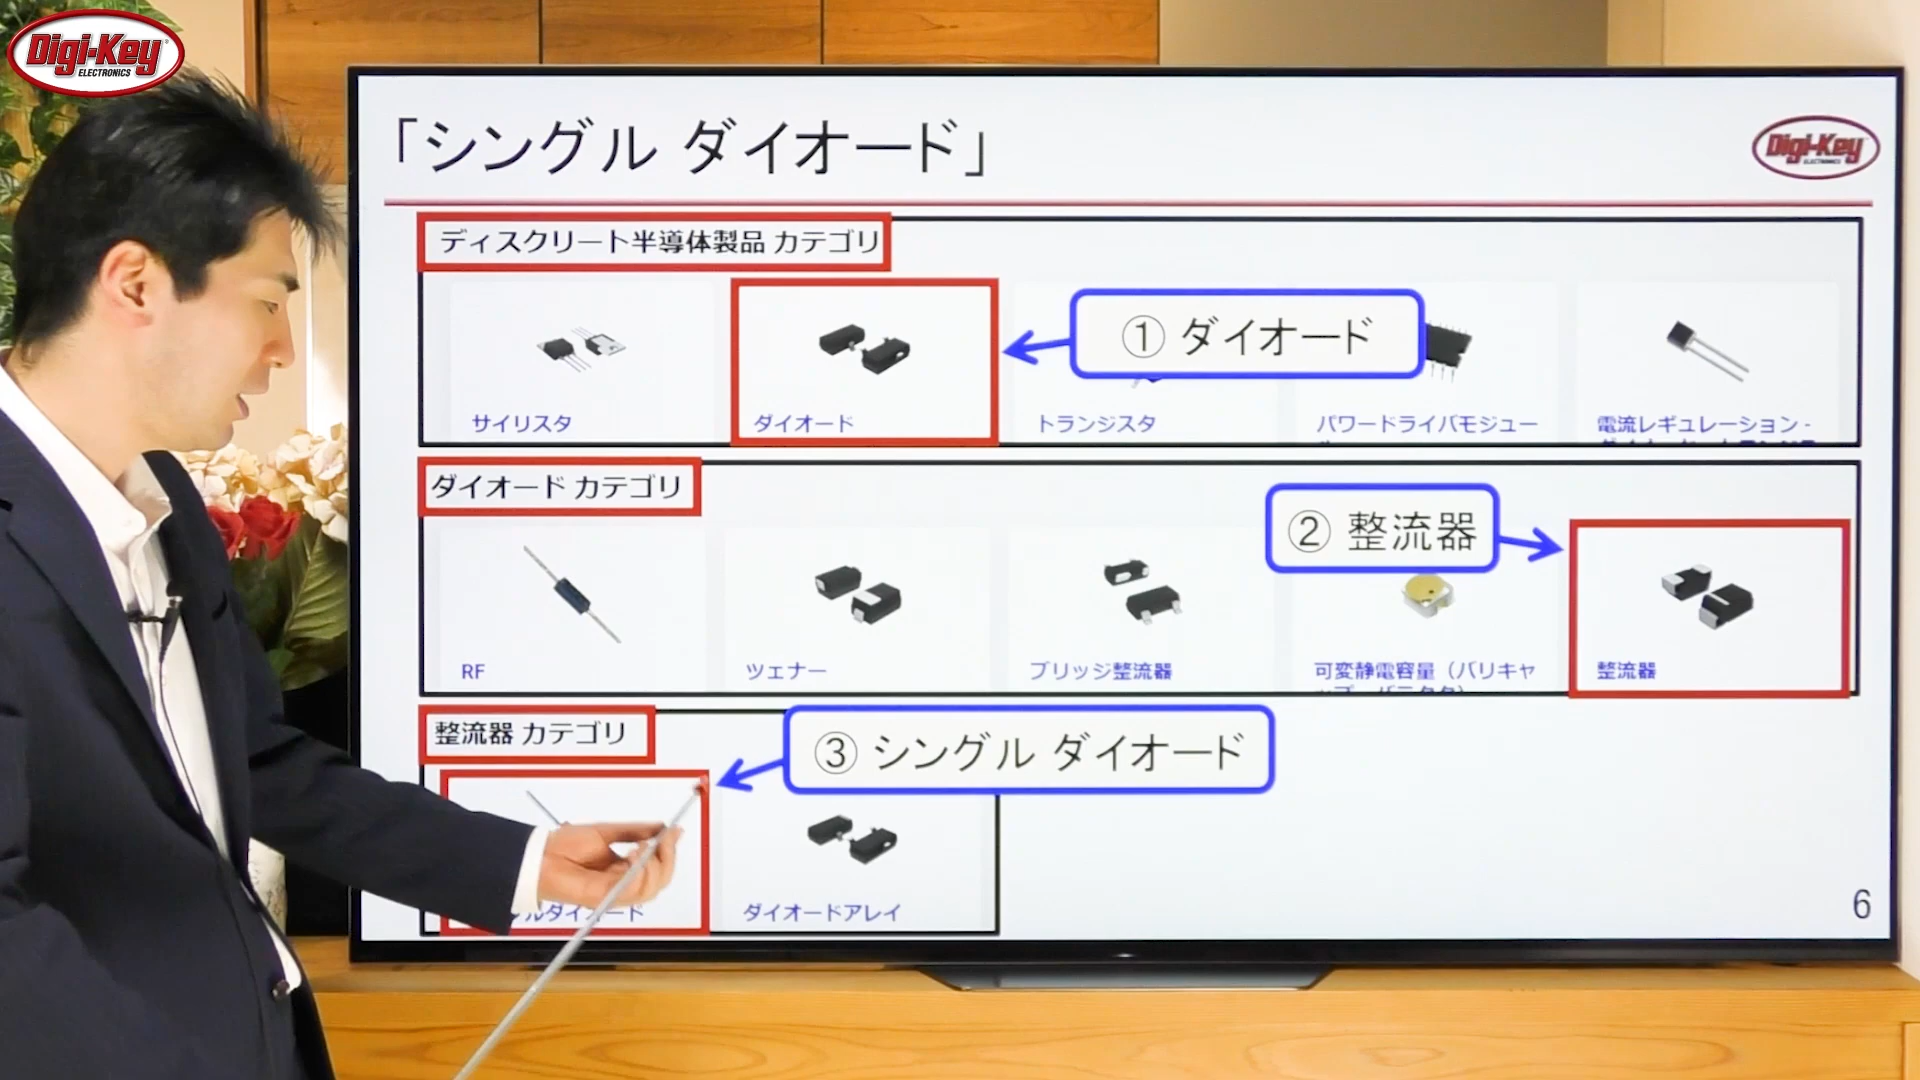 Digi-Key
ELECTRONICS
「シングル ダイオード」
Digi-Key
ELECTRONICS
ディスクリート半導体製品 カテゴリ
① ダイオード
サイリスタ
ダイオード
トランジスタ
パワードライバモジュー
電流レギュレーション -
ダイオード カテゴリ
② 整流器
RF
ツェナー
ブリッジ整流器
可変静電容量（バリキャ
整流器
整流器 カテゴリ
③ シングル ダイオード
ルダイオード
ダイオードアレイ
6